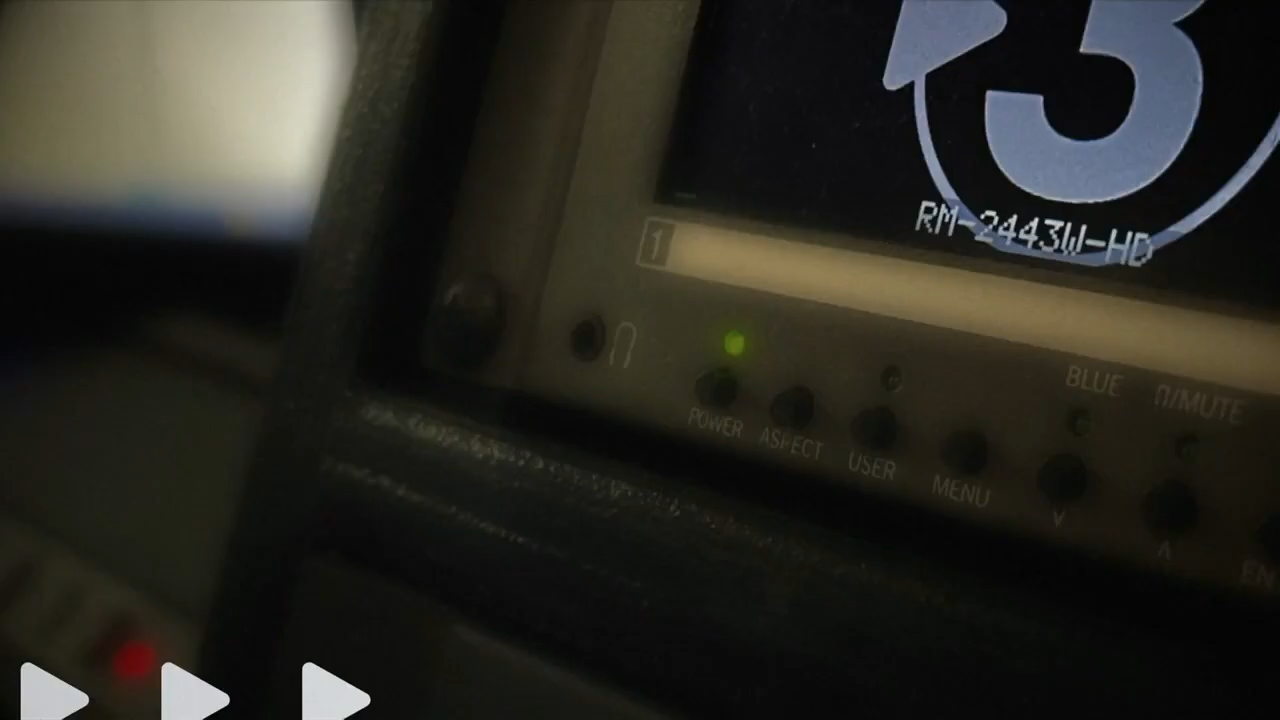 3
RM-2443W-HD
1
BLUE ∩/MUTE
POWER ASPECT USER MENU